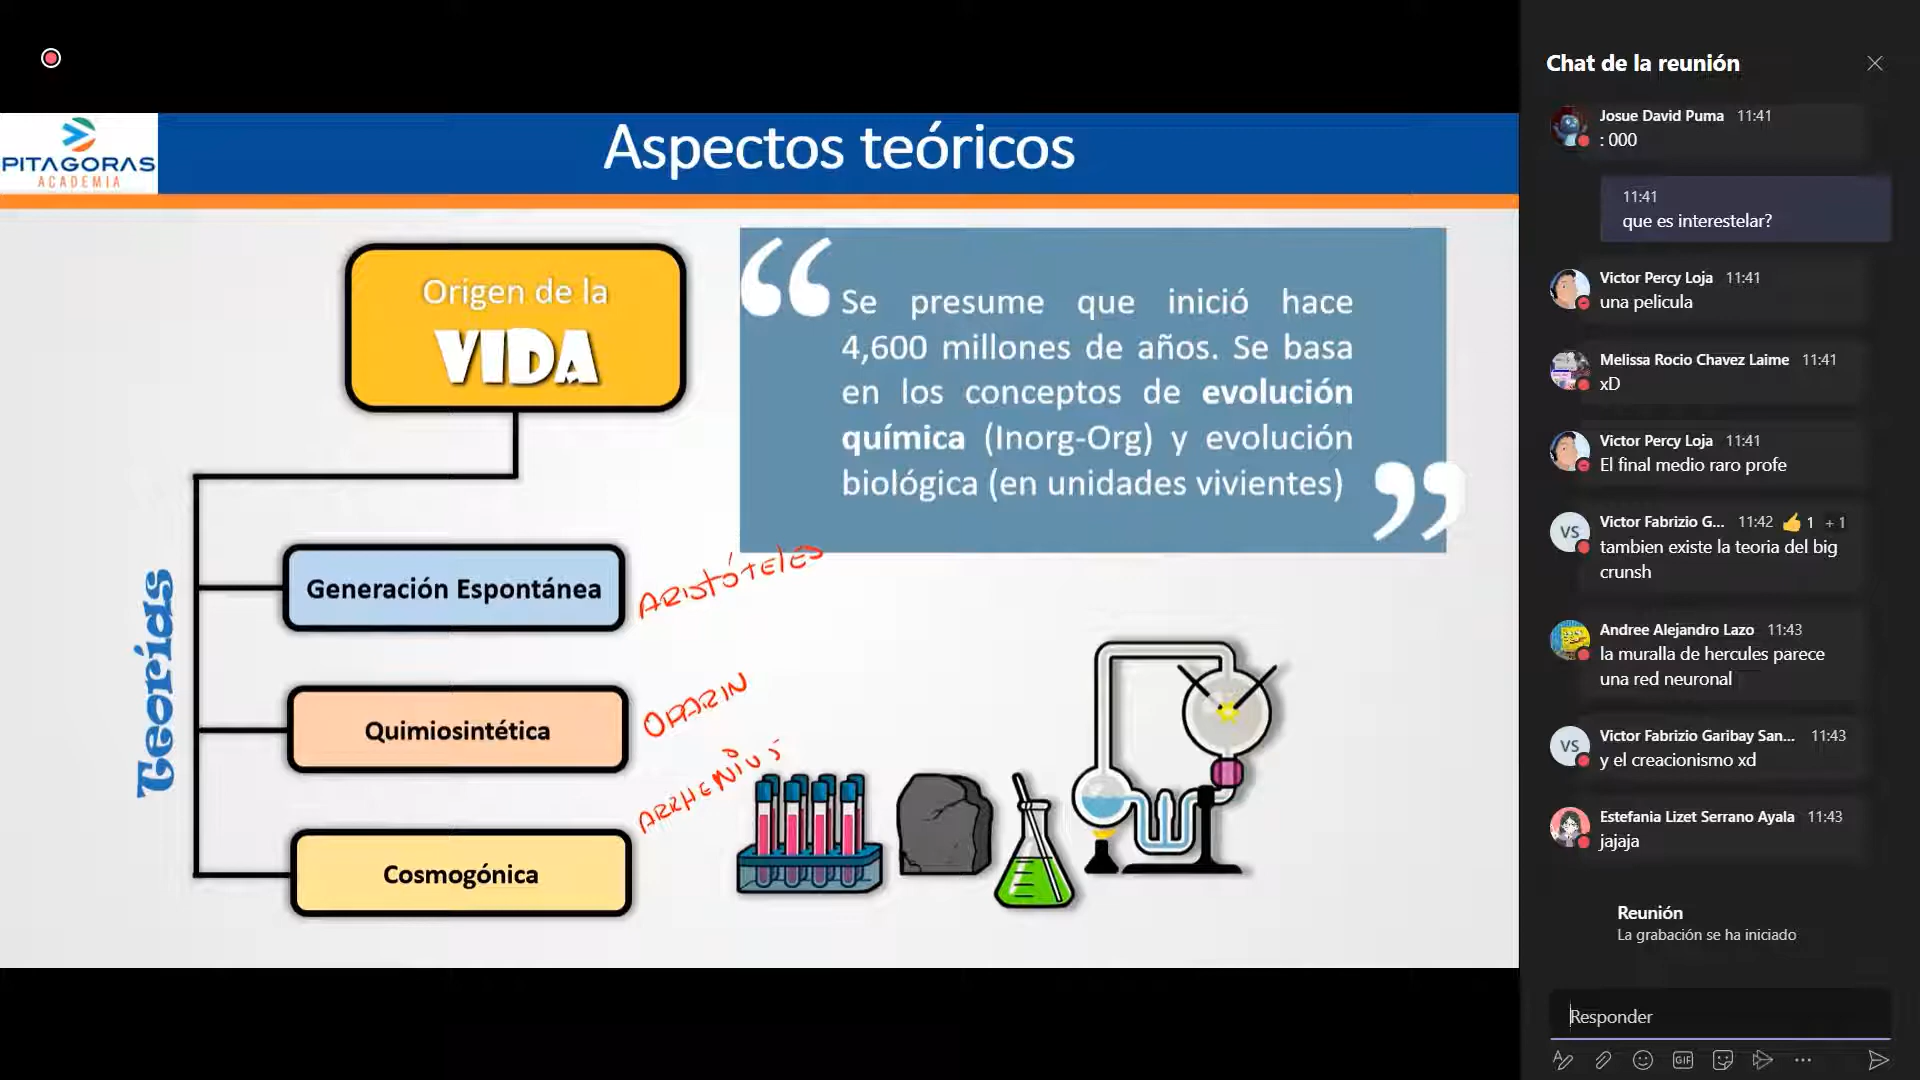 PITAGORAS
ACADEMIA
Aspectos teóricos
Origen de la
VIDA
“ Se presume que inició hace
4,600 millones de años. Se basa
en los conceptos de evolución
química (Inorg-Org) y evolución
biológica (en unidades vivientes) ”
Teorías
Generación Espontánea
ARISTÓTELES
Quimiosintética
OPARIN
ARRHENIUS
Cosmogónica
Chat de la reunión
Josue David Puma 11:41
: 000
11:41
que es interestelar?
Victor Percy Loja 11:41
una pelicula
Melissa Rocio Chavez Laime 11:41
xD
Victor Percy Loja 11:41
El final medio raro profe
VS
Victor Fabrizio G... 11:42 👍 1 +1
tambien existe la teoria del big
crunsh
Andree Alejandro Lazo 11:43
la muralla de hercules parece
una red neuronal
VS
Victor Fabrizio Garibay San... 11:43
y el creacionismo xd
Estefania Lizet Serrano Ayala 11:43
jajaja
Reunión
La grabación se ha iniciado
Responder
GIF